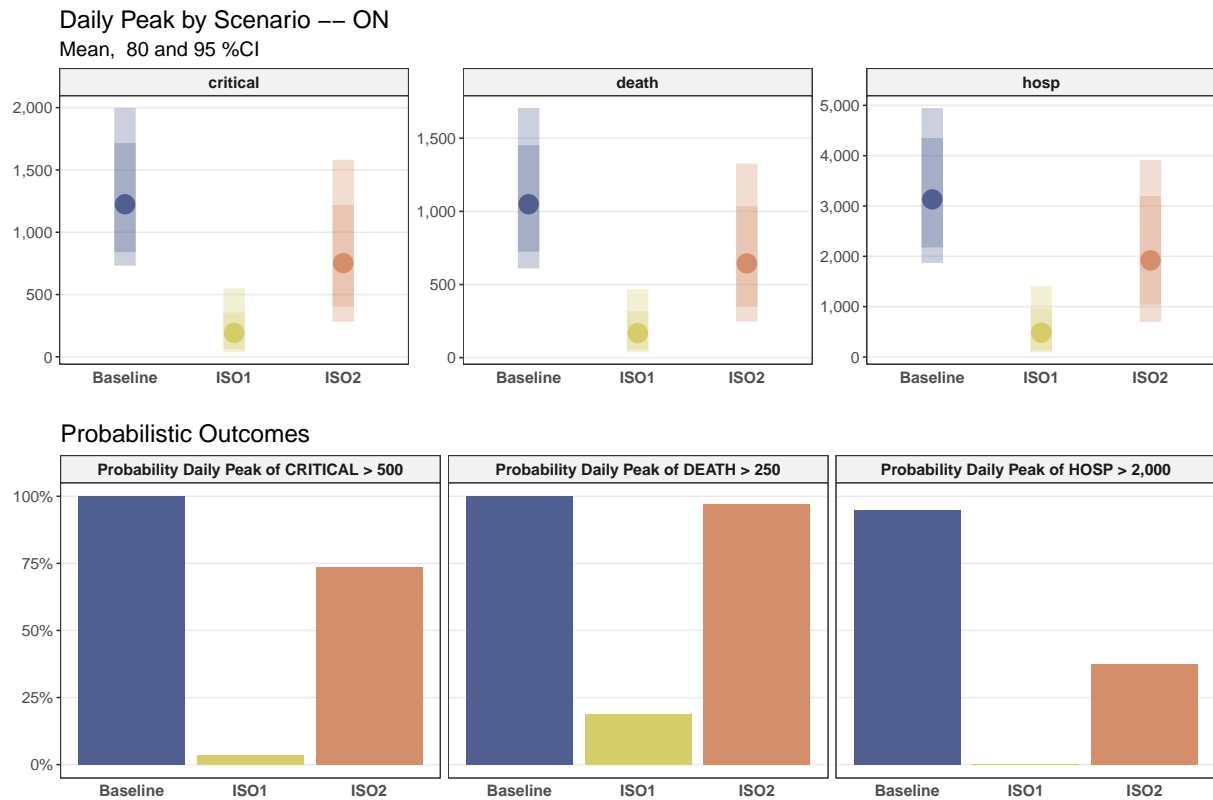 Daily Peak by Scenario −− ON
Mean,  80 and 95 %CI
critical
death
hosp
2,000
1,500
1,000
500
0
1,500
1,000
500
0
5,000
4,000
3,000
2,000
1,000
0
Baseline ISO1 ISO2
Baseline ISO1 ISO2
Baseline ISO1 ISO2
Probabilistic Outcomes
Probability Daily Peak of CRITICAL > 500
Probability Daily Peak of DEATH > 250
Probability Daily Peak of HOSP > 2,000
100%
75%
50%
25%
0%
Baseline ISO1 ISO2
Baseline ISO1 ISO2
Baseline ISO1 ISO2